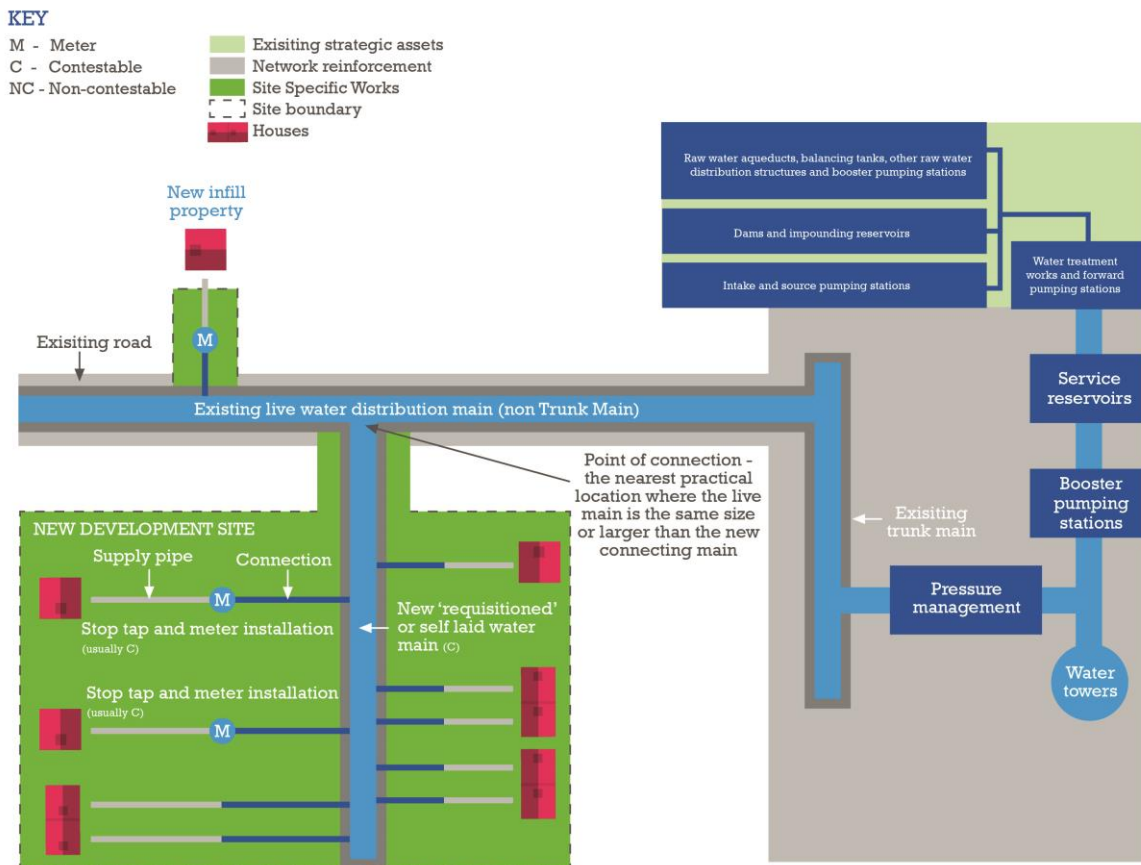 KEY
M - Meter
C - Contestable
NC - Non-contestable
Exisiting strategic assets
Network reinforcement
Site Specific Works
Site boundary
Houses
Raw water aqueducts, balancing tanks, other raw water
distribution structures and booster pumping stations
Dams and impounding reservoirs
Intake and source pumping stations
Water treatment
works and forward
pumping stations
New infill
property
M
Exisiting road
Existing live water distribution main (non Trunk Main)
Service
reservoirs
Point of connection -
the nearest practical
location where the live
main is the same size
or larger than the new
connecting main
Booster
pumping
stations
Exisiting
trunk main
Pressure
management
Water
towers
NEW DEVELOPMENT SITE
Supply pipe
Connection
M
Stop tap and meter installation
(usually C)
New ‘requisitioned’
or self laid water
main (C)
Stop tap and meter installation
(usually C)
M